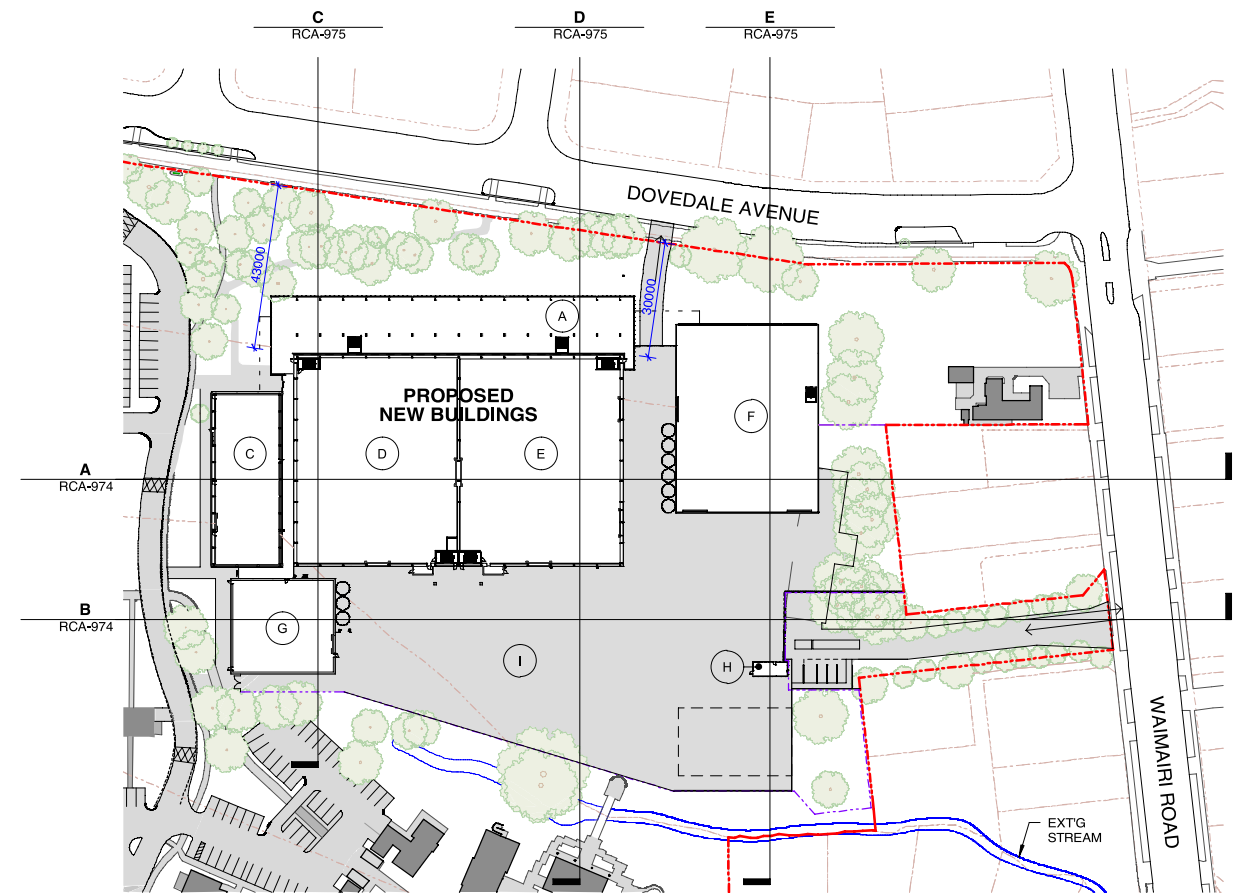 C
RCA-975
D
RCA-975
E
RCA-975
DOVEDALE AVENUE
43000
30000
A
PROPOSED
NEW BUILDINGS
F
C
D
E
A
RCA-974
B
RCA-974
G
I
H
WAIMAIRI ROAD
EXT'G
STREAM